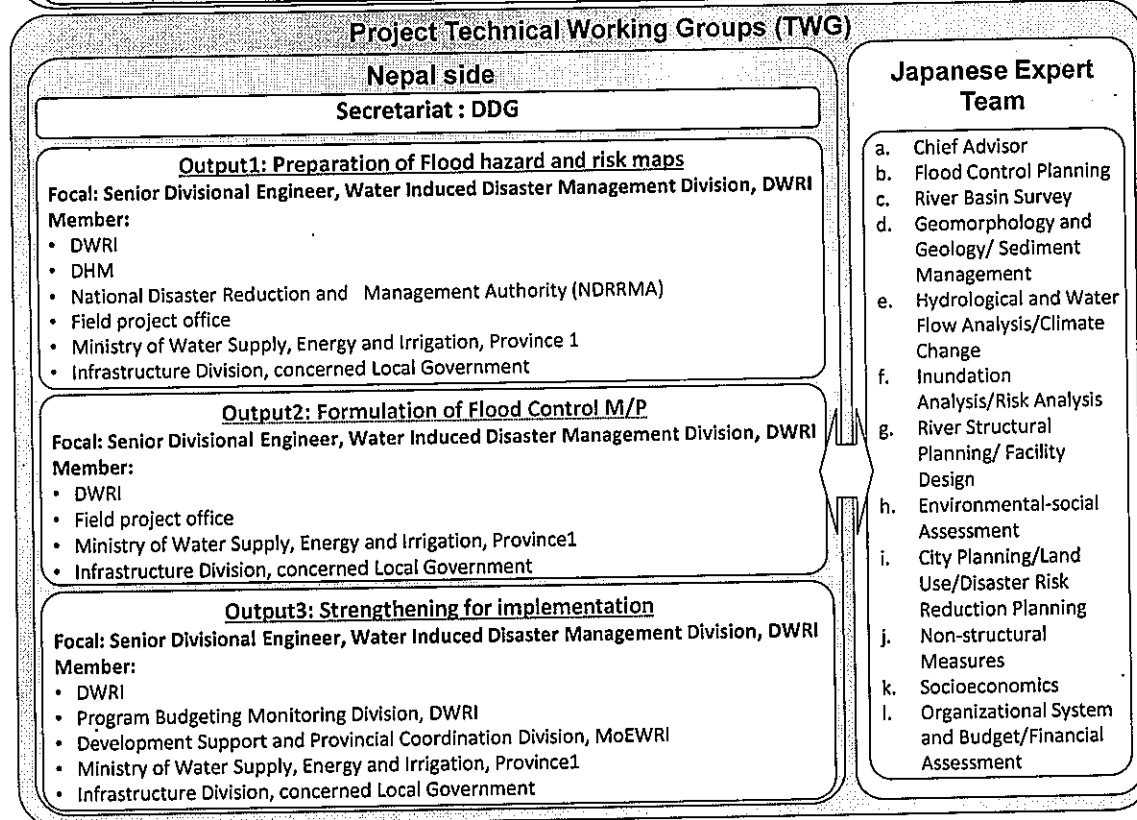 Project Technical Working Groups (TWG)
Nepal side
Secretariat : DDG
Output1: Preparation of Flood hazard and risk maps
Focal: Senior Divisional Engineer, Water Induced Disaster Management Division, DWRI
Member:
• DWRI
• DHM
• National Disaster Reduction and Management Authority (NDRRMA)
• Field project office
• Ministry of Water Supply, Energy and Irrigation, Province 1
• Infrastructure Division, concerned Local Government
Output2: Formulation of Flood Control M/P
Focal: Senior Divisional Engineer, Water Induced Disaster Management Division, DWRI
Member:
• DWRI
• Field project office
• Ministry of Water Supply, Energy and Irrigation, Province1
• Infrastructure Division, concerned Local Government
Output3: Strengthening for implementation
Focal: Senior Divisional Engineer, Water Induced Disaster Management Division, DWRI
Member:
• DWRI
• Program Budgeting Monitoring Division, DWRI
• Development Support and Provincial Coordination Division, MoEWRI
• Ministry of Water Supply, Energy and Irrigation, Province1
• Infrastructure Division, concerned Local Government
Japanese Expert
Team
a. Chief Advisor
b. Flood Control Planning
c. River Basin Survey
d. Geomorphology and
Geology/ Sediment
Management
e. Hydrological and Water
Flow Analysis/Climate
Change
f. Inundation
Analysis/Risk Analysis
g. River Structural
Planning/ Facility
Design
h. Environmental-social
Assessment
i. City Planning/Land
Use/Disaster Risk
Reduction Planning
j. Non-structural
Measures
k. Socioeconomics
l. Organizational System
and Budget/Financial
Assessment